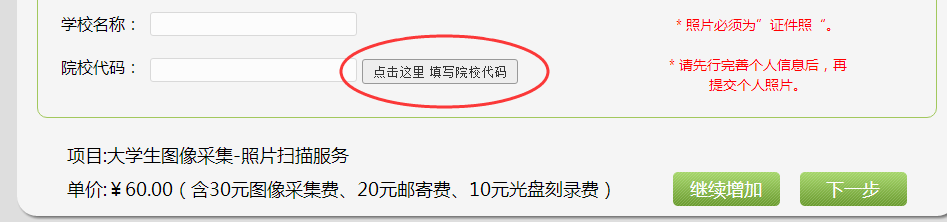 学校名称：
* 照片必须为”证件照“。
院校代码：
点击这里 填写院校代码
* 请先行完善个人信息后，再
提交个人照片。
项目:大学生图像采集-照片扫描服务
单价:￥60.00（含30元图像采集费、20元邮寄费、10元光盘刻录费）
继续增加
下一步